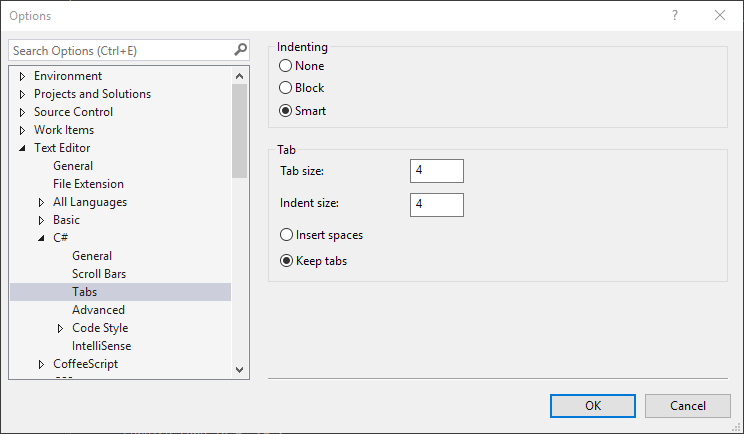 Options
Search Options (Ctrl+E)
Environment
Projects and Solutions
Source Control
Work Items
Text Editor
General
File Extension
All Languages
Basic
C#
General
Scroll Bars
Tabs
Advanced
Code Style
IntelliSense
CoffeeScript
Indenting
None
Block
Smart
Tab
Tab size: 4
Indent size: 4
Insert spaces
Keep tabs
OK Cancel